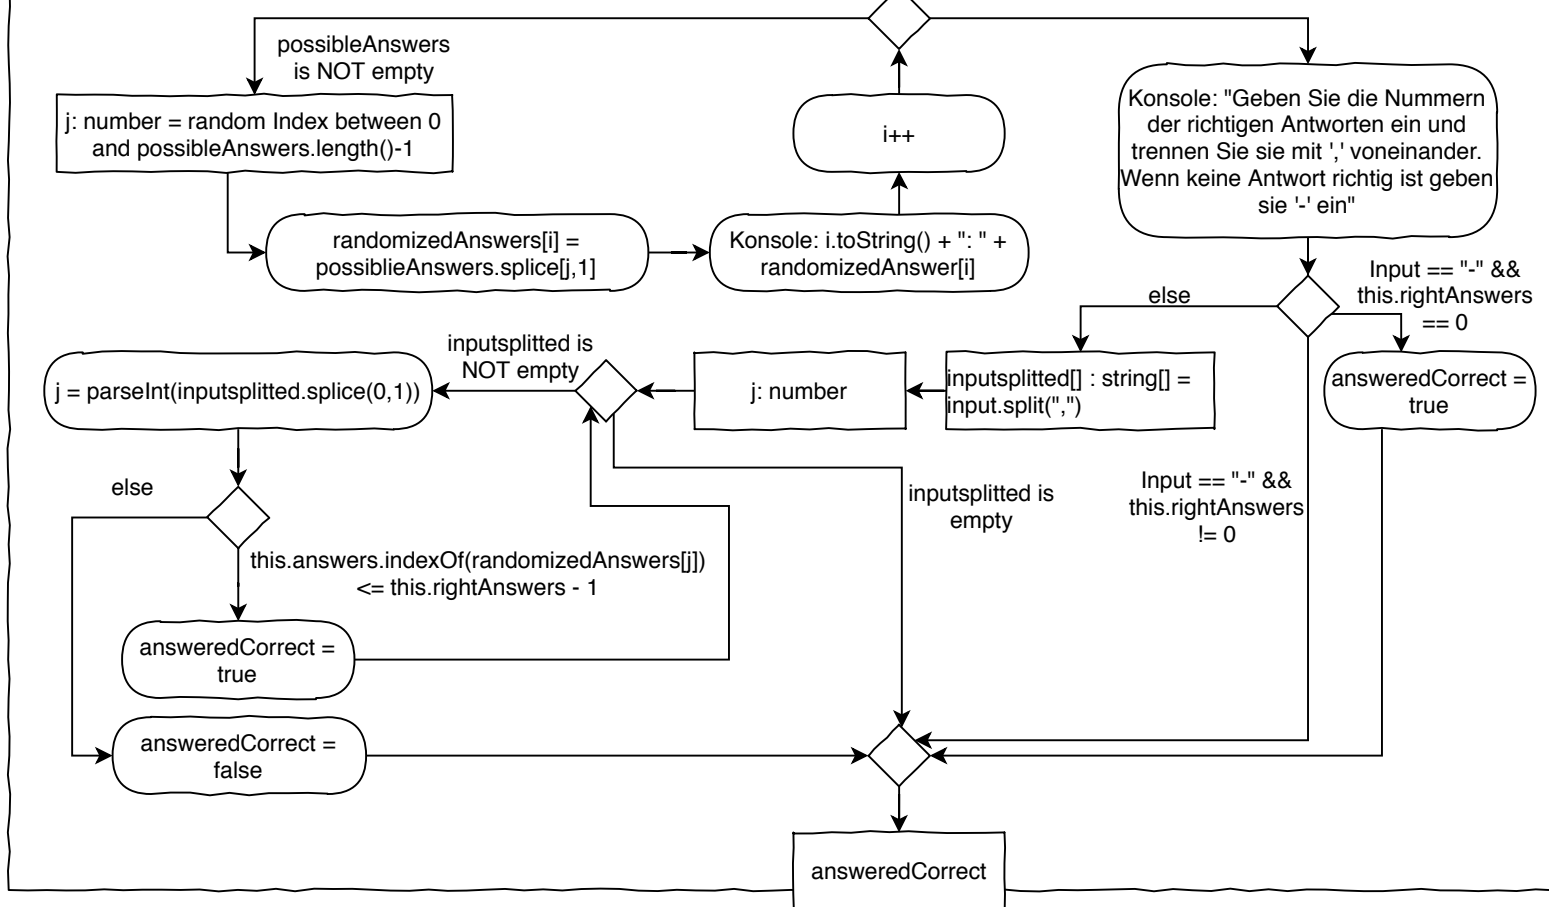 possibleAnswers
is NOT empty
j: number = random Index between 0
and possibleAnswers.length()-1
i++
Konsole: "Geben Sie die Nummern
der richtigen Antworten ein und
trennen Sie sie mit ',' voneinander.
Wenn keine Antwort richtig ist geben
sie '-' ein"
randomizedAnswers[i] =
possiblieAnswers.splice[j,1]
Konsole: i.toString() + ": " +
randomizedAnswer[i]
Input == "-" &&
this.rightAnswers
== 0
else
inputsplitted is
NOT empty
j = parseInt(inputsplitted.splice(0,1))
j: number
inputsplitted[] : string[] =
input.split(",")
answeredCorrect =
true
else
inputsplitted is
empty
Input == "-" &&
this.rightAnswers
!= 0
this.answers.indexOf(randomizedAnswers[j])
<= this.rightAnswers - 1
answeredCorrect =
true
answeredCorrect =
false
answeredCorrect